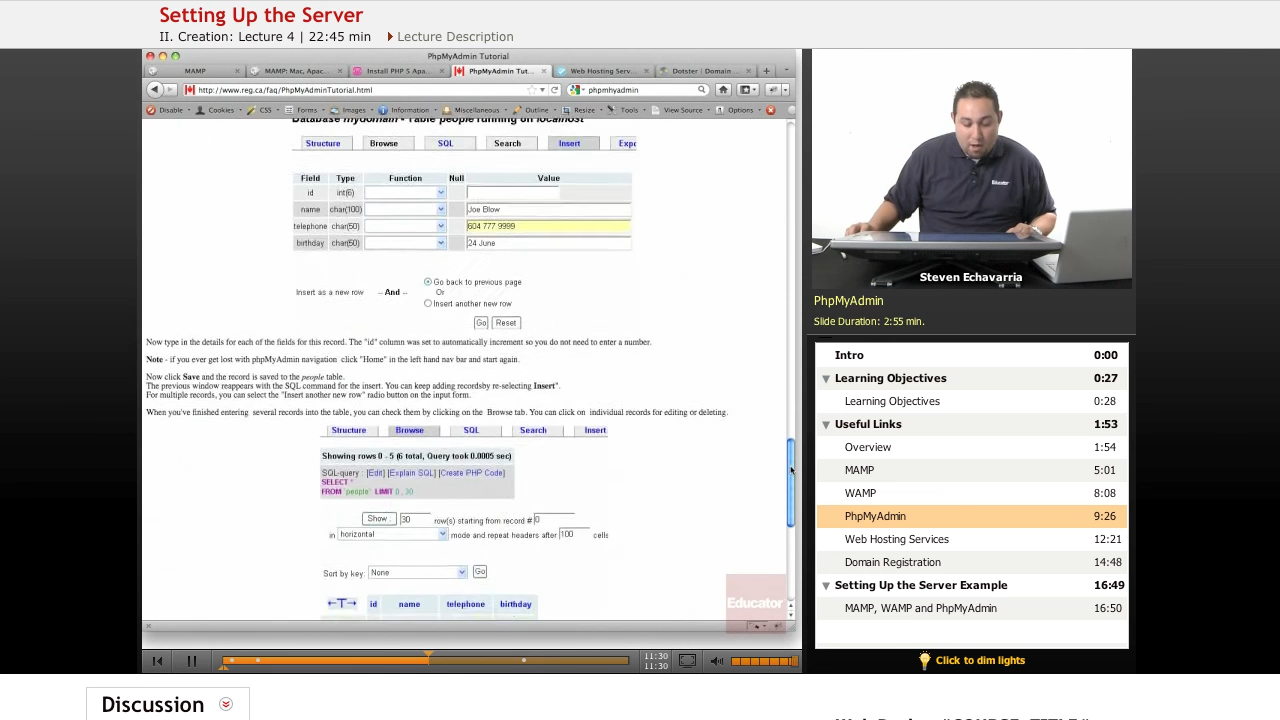 Setting Up the Server
II. Creation: Lecture 4 | 22:45 min Lecture Description
PhpMyAdmin Tutorial
MAMP
MAMP: Mac, Apac...
Install PHP 5 Apa...
PhpMyAdmin Tut...
Web Hosting Serv...
Dotster | Domain ...
http://www.reg.ca/faq/PhpMyAdminTutorial.html
phpmhyadmin
Disable Cookies CSS Forms Images Information Miscellaneous Outline Resize Tools View Source Options
Database mydomain - Table people running on localhost
Structure Browse SQL Search Insert Expo
Field Type Function Null Value
id int(6)
name char(100) Joe Blow
telephone char(50) 604 777 9999
birthday char(50) 24 June
Insert as a new row -- And -- Go back to previous page
Or
Insert another new row
Go Reset
Now type in the details for each of the fields for this record. The "id" column was set to automatically increment so you do not need to enter a number.
Note - if you ever get lost with phpMyAdmin navigation click "Home" in the left hand nav bar and start again.
Now click Save and the record is saved to the people table.
The previous window reappears with the SQL command for the insert. You can keep adding recordsby re-selecting Insert".
For multiple records, you can select the "Insert another new row" radio button on the input form.
When you've finished entering several records into the table, you can check them by clicking on the Browse tab. You can click on individual records for editing or deleting.
Structure Browse SQL Search Insert
Showing rows 0 - 5 (6 total, Query took 0.0005 sec)
SQL-query : [Edit] [Explain SQL] [Create PHP Code]
SELECT *
FROM `people` LIMIT 0 , 30
Show : 30 row(s) starting from record # 0
in horizontal mode and repeat headers after 100 cells
Sort by key: None Go
←T→ id name telephone birthday
Educator
11:30
11:30
Educator
Steven Echavarria
PhpMyAdmin
Slide Duration: 2:55 min.
Intro 0:00
Learning Objectives 0:27
Learning Objectives 0:28
Useful Links 1:53
Overview 1:54
MAMP 5:01
WAMP 8:08
PhpMyAdmin 9:26
Web Hosting Services 12:21
Domain Registration 14:48
Setting Up the Server Example 16:49
MAMP, WAMP and PhpMyAdmin 16:50
Click to dim lights
Discussion